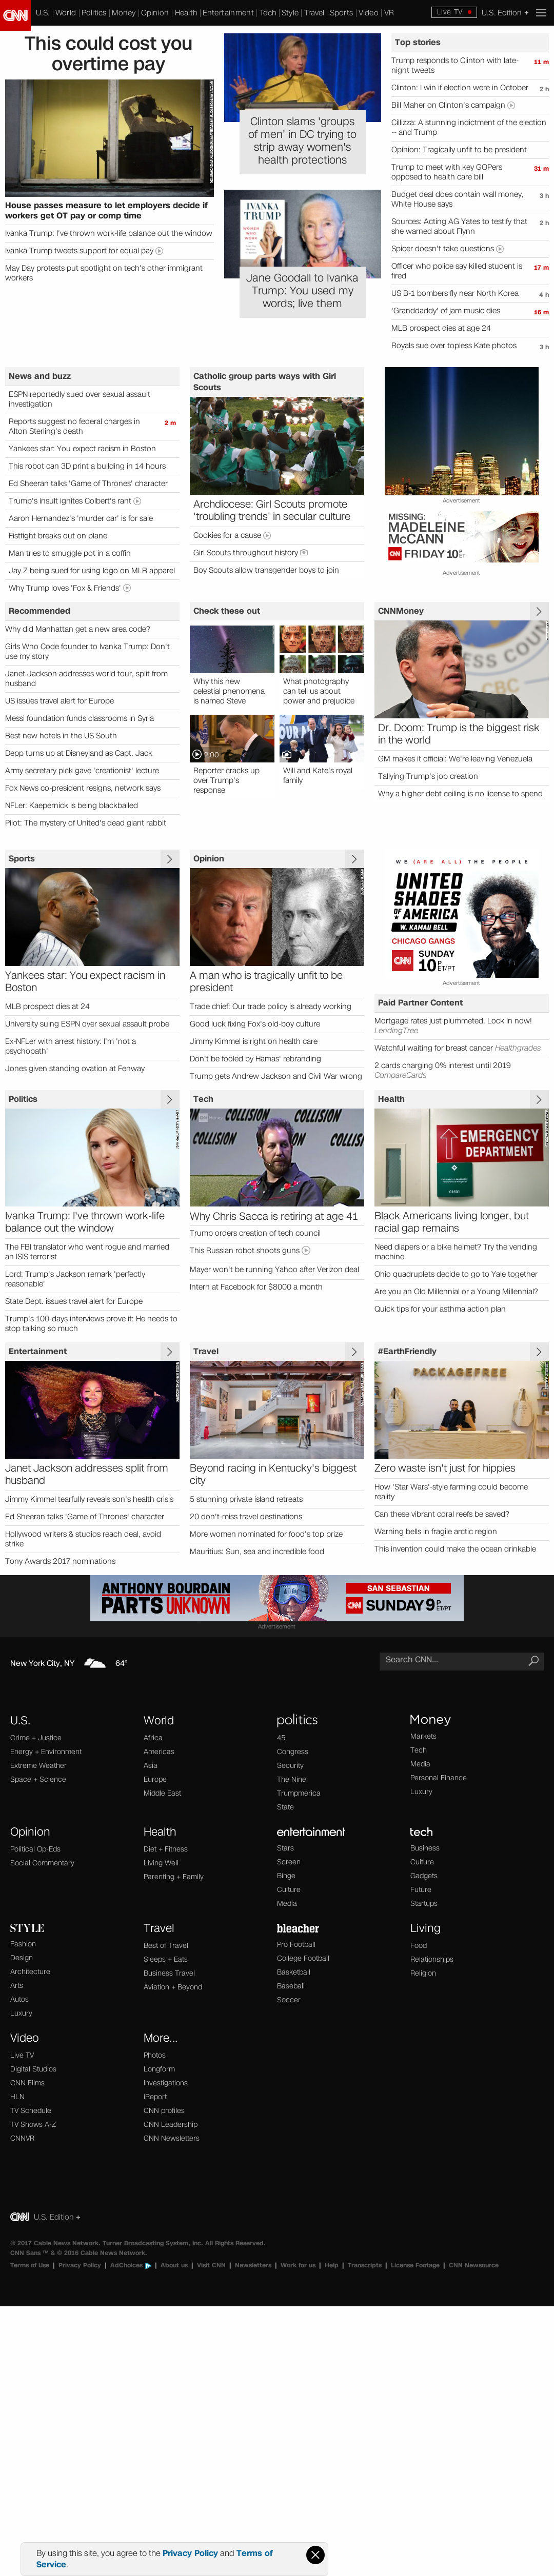 CNN U.S. World Politics Money Opinion Health Entertainment Tech Style Travel Sports Video VR Live TV U.S. Edition +
This could cost you
overtime pay
House passes measure to let employers decide if
workers get OT pay or comp time
Ivanka Trump: I've thrown work-life balance out the window
Ivanka Trump tweets support for equal pay
May Day protests put spotlight on tech's other immigrant
workers
Clinton slams 'groups
of men' in DC trying to
strip away women's
health protections
IVANKA
TRUMP
WOMEN
WHO
WORK
Jane Goodall to Ivanka
Trump: You used my
words; live them
Top stories
Trump responds to Clinton with late-
night tweets
11 m
Clinton: I win if election were in October
2 h
Bill Maher on Clinton's campaign
Cillizza: A stunning indictment of the election
-- and Trump
Opinion: Tragically unfit to be president
Trump to meet with key GOPers
opposed to health care bill
31 m
Budget deal does contain wall money,
White House says
3 h
Sources: Acting AG Yates to testify that
she warned about Flynn
2 h
Spicer doesn't take questions
Officer who police say killed student is
fired
17 m
US B-1 bombers fly near North Korea
4 h
'Granddaddy' of jam music dies
16 m
MLB prospect dies at age 24
Royals sue over topless Kate photos
3 h
News and buzz
ESPN reportedly sued over sexual assault
investigation
Reports suggest no federal charges in
Alton Sterling's death
2 m
Yankees star: You expect racism in Boston
This robot can 3D print a building in 14 hours
Ed Sheeran talks 'Game of Thrones' character
Trump's insult ignites Colbert's rant
Aaron Hernandez's 'murder car' is for sale
Fistfight breaks out on plane
Man tries to smuggle pot in a coffin
Jay Z being sued for using logo on MLB apparel
Why Trump loves 'Fox & Friends'
Catholic group parts ways with Girl
Scouts
Archdiocese: Girl Scouts promote
'troubling trends' in secular culture
Cookies for a cause
Girl Scouts throughout history
Boy Scouts allow transgender boys to join
Advertisement
MISSING:
MADELEINE
McCANN
CNN FRIDAY 10P ET/PT
Advertisement
Recommended
Why did Manhattan get a new area code?
Girls Who Code founder to Ivanka Trump: Don't
use my story
Janet Jackson addresses world tour, split from
husband
US issues travel alert for Europe
Messi foundation funds classrooms in Syria
Best new hotels in the US South
Depp turns up at Disneyland as Capt. Jack
Army secretary pick gave 'creationist' lecture
Fox News co-president resigns, network says
NFLer: Kaepernick is being blackballed
Pilot: The mystery of United's dead giant rabbit
Check these out
Why this new
celestial phenomena
is named Steve
What photography
can tell us about
power and prejudice
2:00
Reporter cracks up
over Trump's
response
Will and Kate's royal
family
CNNMoney
Dr. Doom: Trump is the biggest risk
in the world
GM makes it official: We're leaving Venezuela
Tallying Trump's job creation
Why a higher debt ceiling is no license to spend
Sports
Yankees star: You expect racism in
Boston
MLB prospect dies at 24
University suing ESPN over sexual assault probe
Ex-NFLer with arrest history: I'm 'not a
psychopath'
Jones given standing ovation at Fenway
Opinion
A man who is tragically unfit to be
president
Trade chief: Our trade policy is already working
Good luck fixing Fox's old-boy culture
Jimmy Kimmel is right on health care
Don't be fooled by Hamas' rebranding
Trump gets Andrew Jackson and Civil War wrong
WE (ARE ALL) THE PEOPLE
UNITED
SHADES
OF
AMERICA
W. KAMAU BELL
CHICAGO GANGS
CNN SUNDAY
10P ET/PT
Advertisement
Paid Partner Content
Mortgage rates just plummeted. Lock in now!
LendingTree
Watchful waiting for breast cancer Healthgrades
2 cards charging 0% interest until 2019
CompareCards
Politics
Ivanka Trump: I've thrown work-life
balance out the window
The FBI translator who went rogue and married
an ISIS terrorist
Lord: Trump's Jackson remark 'perfectly
reasonable'
State Dept. issues travel alert for Europe
Trump's 100-days interviews prove it: He needs to
stop talking so much
Tech
COLLISION
COLLISION
Why Chris Sacca is retiring at age 41
Trump orders creation of tech council
This Russian robot shoots guns
Mayer won't be running Yahoo after Verizon deal
Intern at Facebook for $8000 a month
Health
EMERGENCY
DEPARTMENT
Black Americans living longer, but
racial gap remains
Need diapers or a bike helmet? Try the vending
machine
Ohio quadruplets decide to go to Yale together
Are you an Old Millennial or a Young Millennial?
Quick tips for your asthma action plan
Entertainment
Janet Jackson addresses split from
husband
Jimmy Kimmel tearfully reveals son's health crisis
Ed Sheeran talks 'Game of Thrones' character
Hollywood writers & studios reach deal, avoid
strike
Tony Awards 2017 nominations
Travel
Beyond racing in Kentucky's biggest
city
5 stunning private island retreats
20 don't-miss travel destinations
More women nominated for food's top prize
Mauritius: Sun, sea and incredible food
#EarthFriendly
PACKAGEFREE
Zero waste isn't just for hippies
How 'Star Wars'-style farming could become
reality
Can these vibrant coral reefs be saved?
Warning bells in fragile arctic region
This invention could make the ocean drinkable
ANTHONY BOURDAIN
PARTS UNKNOWN
SAN SEBASTIAN
CNN SUNDAY 9P ET/PT
Advertisement
New York City, NY 64°
Search CNN...
U.S.
Crime + Justice
Energy + Environment
Extreme Weather
Space + Science
World
Africa
Americas
Asia
Europe
Middle East
politics
45
Congress
Security
The Nine
Trumpmerica
State
Money
Markets
Tech
Media
Personal Finance
Luxury
Opinion
Political Op-Eds
Social Commentary
Health
Diet + Fitness
Living Well
Parenting + Family
entertainment
Stars
Screen
Binge
Culture
Media
tech
Business
Culture
Gadgets
Future
Startups
STYLE
Fashion
Design
Architecture
Arts
Autos
Luxury
Travel
Best of Travel
Sleeps + Eats
Business Travel
Aviation + Beyond
bleacher
Pro Football
College Football
Basketball
Baseball
Soccer
Living
Food
Relationships
Religion
Video
Live TV
Digital Studios
CNN Films
HLN
TV Schedule
TV Shows A-Z
CNNVR
More...
Photos
Longform
Investigations
iReport
CNN profiles
CNN Leadership
CNN Newsletters
CNN U.S. Edition +
© 2017 Cable News Network. Turner Broadcasting System, Inc. All Rights Reserved.
CNN Sans ™ & © 2016 Cable News Network.
Terms of Use | Privacy Policy | AdChoices | About us | Visit CNN | Newsletters | Work for us | Help | Transcripts | License Footage | CNN Newsource
By using this site, you agree to the Privacy Policy and Terms of
Service.